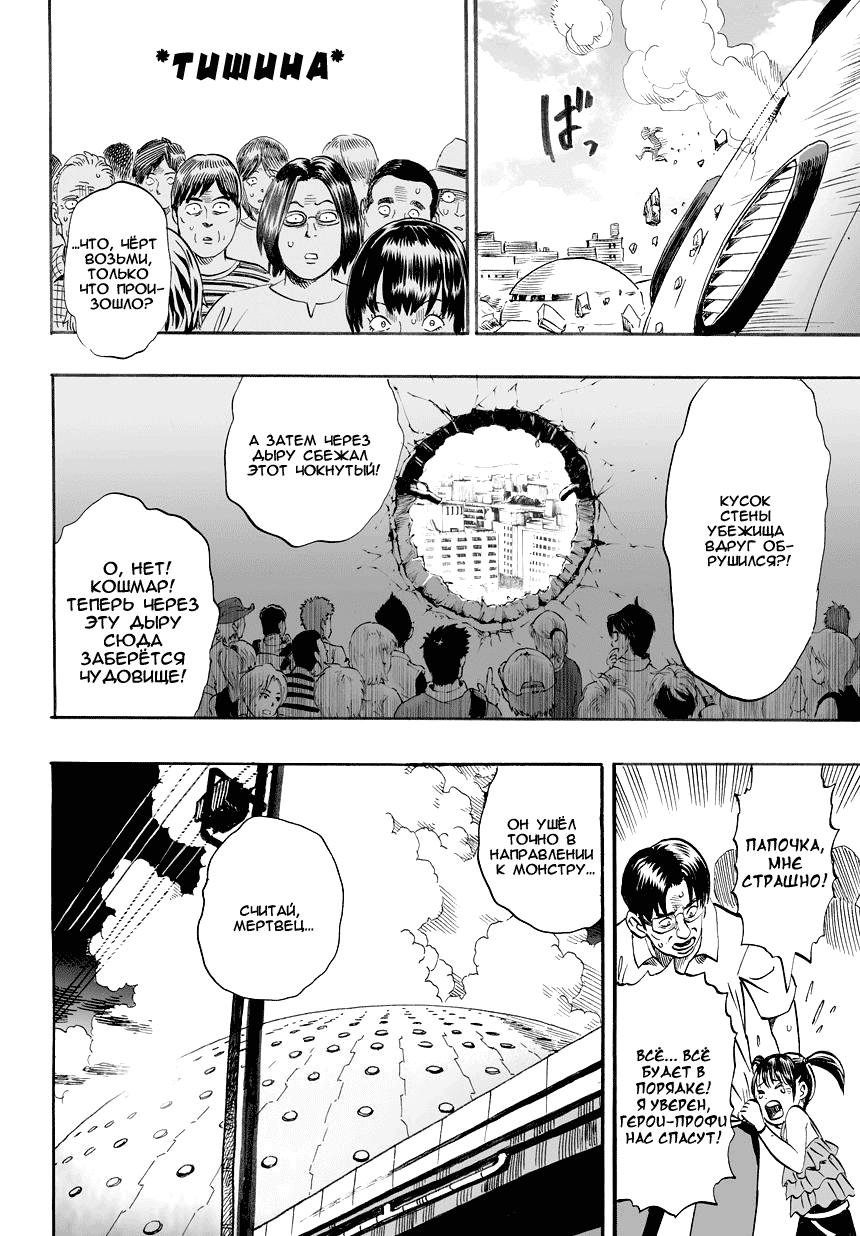 ばっ
*ТИШИНА*
...ЧТО, ЧЁРТ
ВОЗЬМИ,
ТОЛЬКО
ЧТО ПРОИ-
ЗОШЛО?
КУСОК
СТЕНЫ
УБЕЖИЩА
ВДРУГ ОБ-
РУШИЛСЯ?!
А ЗАТЕМ ЧЕРЕЗ
ДЫРУ СБЕЖАЛ
ЭТОТ ЧОКНУТЫЙ!
О, НЕТ!
КОШМАР!
ТЕПЕРЬ ЧЕРЕЗ
ЭТУ ДЫРУ
СЮДА
ЗАБЕРЁТСЯ
ЧУДОВИЩЕ!
ПАПОЧКА,
МНЕ
СТРАШНО!
ВСЁ... ВСЁ
БУДЕТ В
ПОРЯДКЕ!
Я УВЕРЕН,
ГЕРОИ-ПРОФИ
НАС СПАСУТ!
ОН УШЁЛ
ТОЧНО В
НАПРАВЛЕНИИ
К МОНСТРУ...
СЧИТАЙ,
МЕРТВЕЦ...